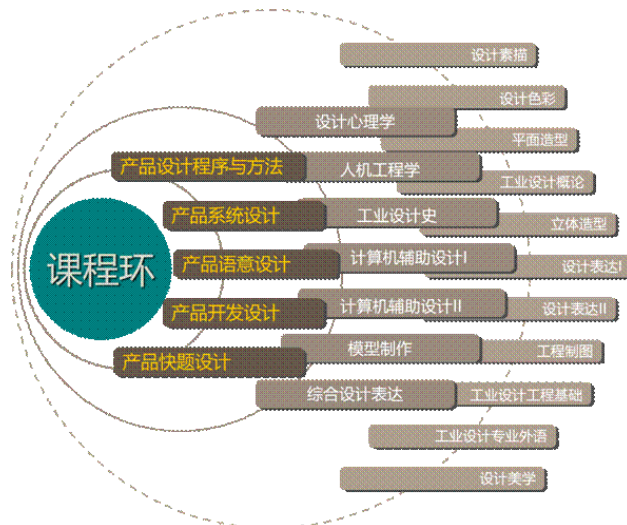 设计素描
设计色彩
设计心理学
平面造型
产品设计程序与方法
人机工程学
工业设计概论
产品系统设计
工业设计史
立体造型
课程环
产品语意设计
计算机辅助设计I
设计表达I
产品开发设计
计算机辅助设计II
设计表达II
产品快题设计
模型制作
工程制图
综合设计表达
工业设计工程基础
工业设计专业外语
设计美学